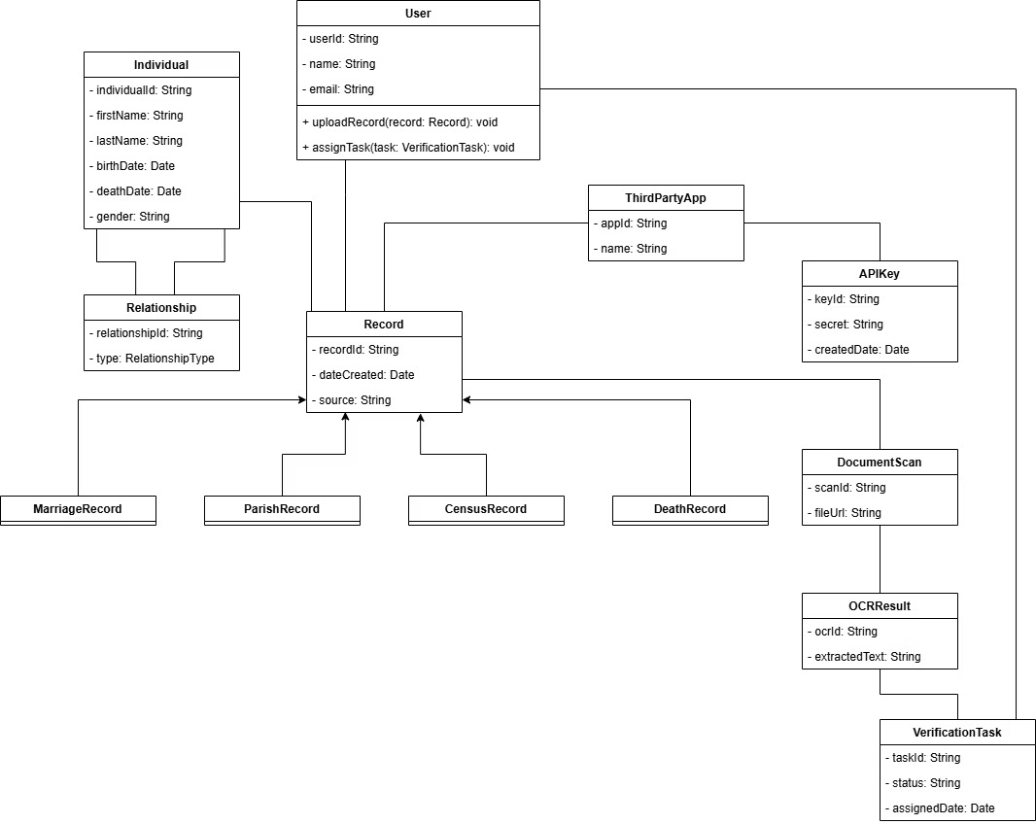 User
- userId: String
- name: String
- email: String
+ uploadRecord(record: Record): void
+ assignTask(task: VerificationTask): void
Individual
- individualId: String
- firstName: String
- lastName: String
- birthDate: Date
- deathDate: Date
- gender: String
ThirdPartyApp
- appId: String
- name: String
APIKey
- keyId: String
- secret: String
- createdDate: Date
Relationship
- relationshipId: String
- type: RelationshipType
Record
- recordId: String
- dateCreated: Date
- source: String
MarriageRecord
ParishRecord
CensusRecord
DeathRecord
DocumentScan
- scanId: String
- fileUrl: String
OCRResult
- ocrId: String
- extractedText: String
VerificationTask
- taskId: String
- status: String
- assignedDate: Date